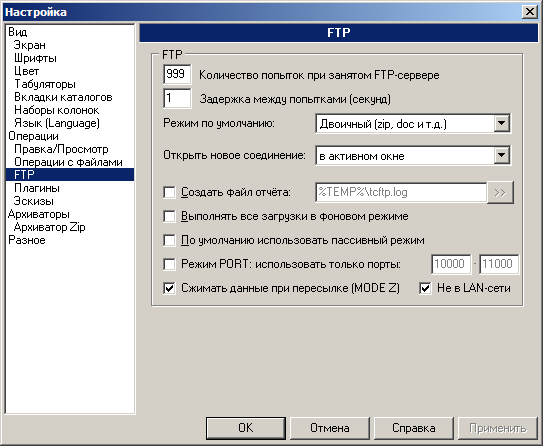 Настройка
Вид
Экран
Шрифты
Цвет
Табуляторы
Вкладки каталогов
Наборы колонок
Язык (Language)
Операции
Правка/Просмотр
Операции с файлами
FTP
Плагины
Эскизы
Архиваторы
Архиватор Zip
Разное
FTP
FTP
999 Количество попыток при занятом FTP-сервере
1 Задержка между попытками (секунд)
Режим по умолчанию: Двоичный (zip, doc и т.д.)
Открыть новое соединение: в активном окне
Создать файл отчёта: %TEMP%\tcftp.log >>
Выполнять все загрузки в фоновом режиме
По умолчанию использовать пассивный режим
Режим PORT: использовать только порты: 10000 - 11000
Сжимать данные при пересылке (MODE Z) Не в LAN-сети
OK Отмена Справка Применить